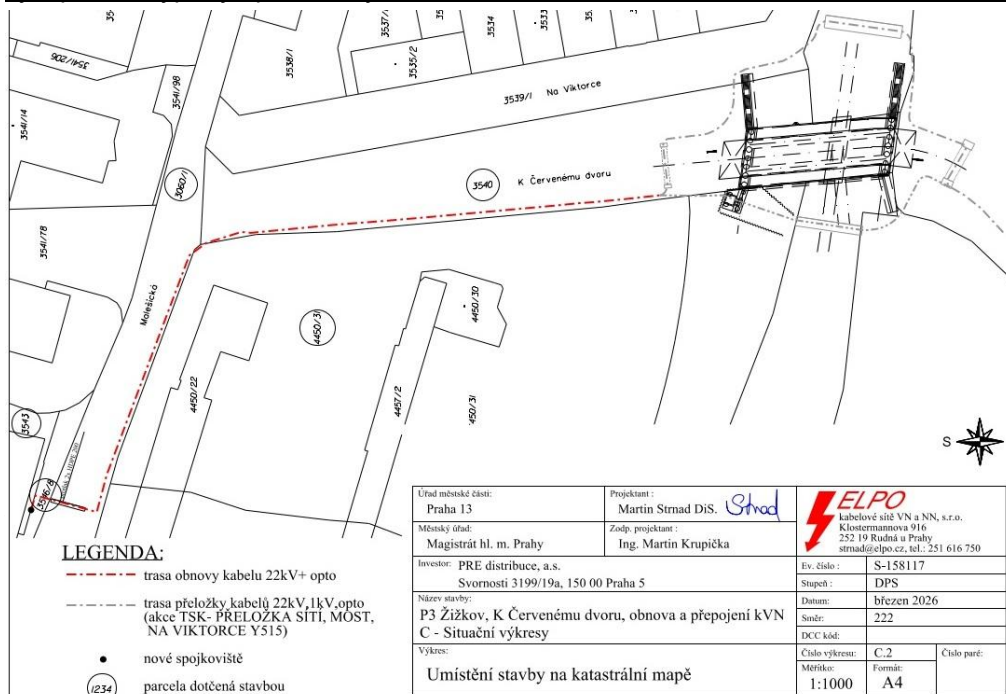 3541/206
3541/98
3541/14
3541/78
3060/1
3538/1
3537/1
3535/2
3534
3533
3539/1 Na Viktorce
3540 K Červenému dvoru
Malešická
4450/31
4450/30
4450/22
4457/2
450/31
3543
3546/8
S
LEGENDA:
trasa obnovy kabelu 22kV+ opto
trasa přeložky kabelů 22kV,1kV,opto
(akce TSK- PŘELOŽKA SÍTÍ, MOST,
NA VIKTORCE Y515)
nové spojkoviště
1234 parcela dotčená stavbou
Úřad městské části:
Praha 13
Projektant :
Martin Strnad DiS. Strnad
Městský úřad:
Magistrát hl. m. Prahy
Zodp. projektant :
Ing. Martin Krupička
Investor: PRE distribuce, a.s.
Svornosti 3199/19a, 150 00 Praha 5
Název stavby:
P3 Žižkov, K Červenému dvoru, obnova a přepojení kVN
C - Situační výkresy
Výkres:
Umístění stavby na katastrální mapě
ELPO
kabelové sítě VN a NN, s.r.o.
Klostermannova 916
252 19 Rudná u Prahy
strnad@elpo.cz, tel.: 251 616 750
Ev. číslo : S-158117
Stupeň : DPS
Datum: březen 2026
Směr: 222
DCC kód:
Číslo výkresu: C.2
Číslo paré:
Měřítko: 1:1000
Formát: A4